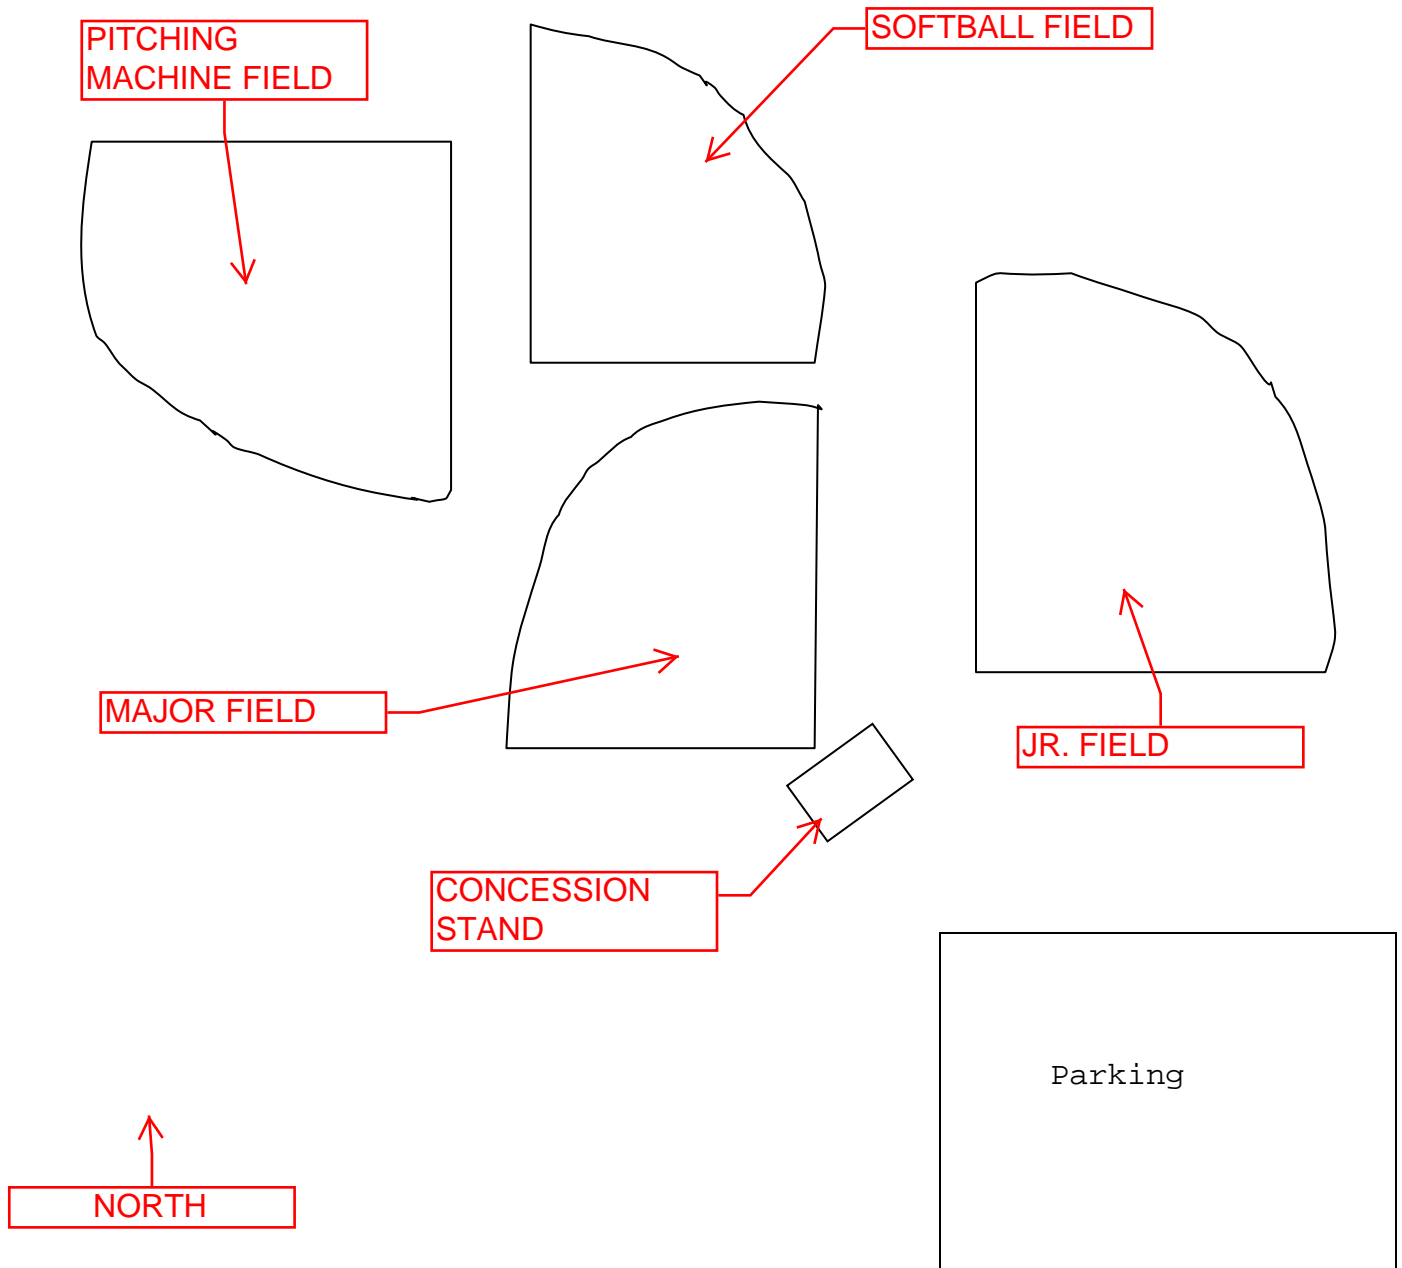 PITCHING
MACHINE FIELD
SOFTBALL FIELD
MAJOR FIELD
JR. FIELD
CONCESSION
STAND
Parking
NORTH